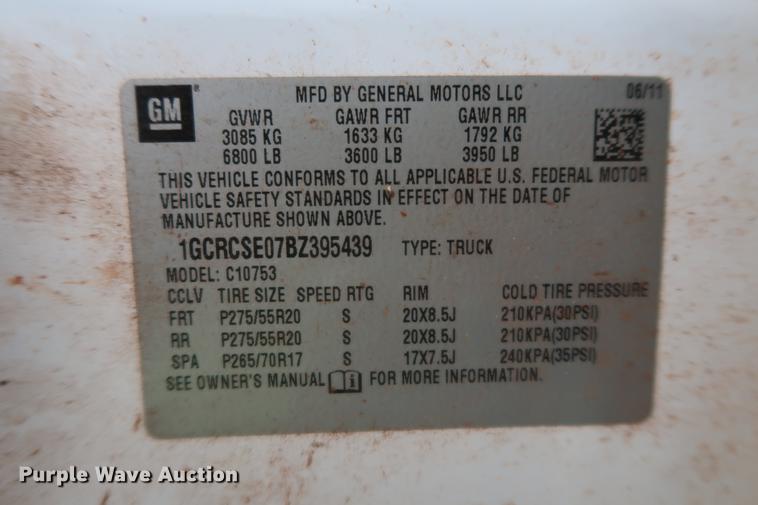 GM
MFD BY GENERAL MOTORS LLC 06/11
GVWR GAWR FRT GAWR RR
3085 KG 1633 KG 1792 KG
6800 LB 3600 LB 3950 LB
THIS VEHICLE CONFORMS TO ALL APPLICABLE U.S. FEDERAL MOTOR
VEHICLE SAFETY STANDARDS IN EFFECT ON THE DATE OF
MANUFACTURE SHOWN ABOVE.
1GCRCSE07BZ395439 TYPE: TRUCK
MODEL: C10753
CCLV TIRE SIZE SPEED RTG RIM COLD TIRE PRESSURE
FRT P275/55R20 S 20X8.5J 210KPA(30PSI)
RR P275/55R20 S 20X8.5J 210KPA(30PSI)
SPA P265/70R17 S 17X7.5J 240KPA(35PSI)
SEE OWNER'S MANUAL i FOR MORE INFORMATION.
Purple Wave Auction